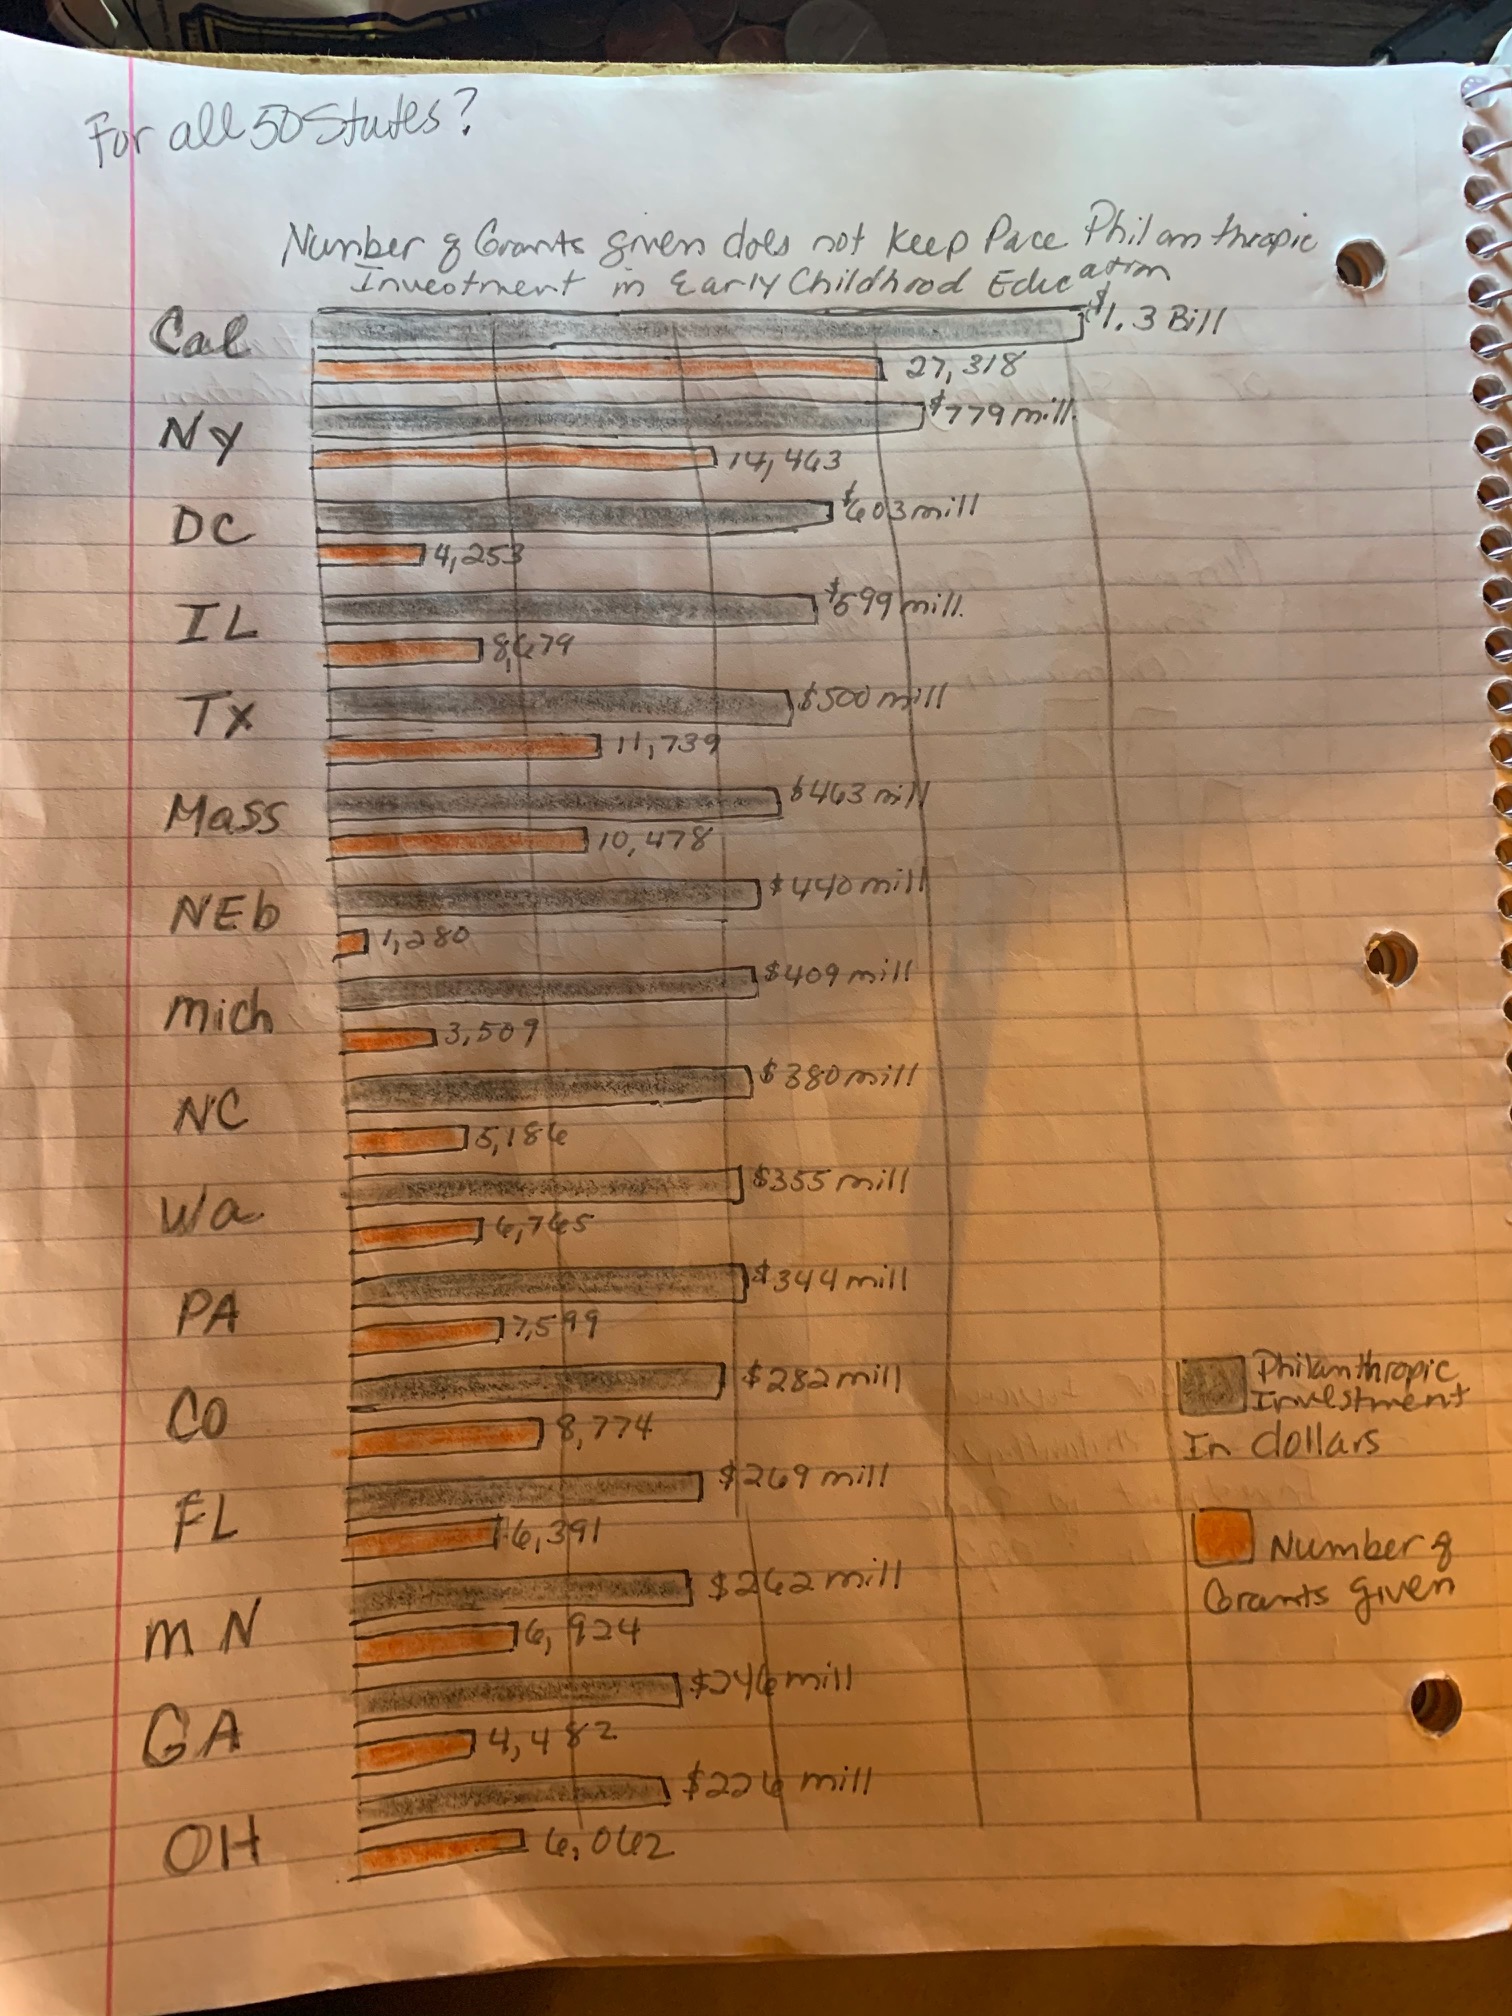 For all 50 States?
Number of Grants given does not keep Pace Philanthropic
Investment in Early Childhood Education
Cal
$1.3 Bill
27,318
NY
$779 mill.
14,463
DC
$603 mill
4,253
IL
$599 mill.
8,679
Tx
$500 mill
11,739
Mass
$463 mill
10,478
NEb
$440 mill
1,280
Mich
$409 mill
3,509
NC
$380 mill
5,186
Wa
$355 mill
6,765
PA
$344 mill
7,599
CO
$282 mill
8,774
FL
$269 mill
6,391
MN
$262 mill
6,924
GA
$246 mill
4,482
OH
$226 mill
6,062
Philanthropic
Investment
In dollars
Number of
Grants given